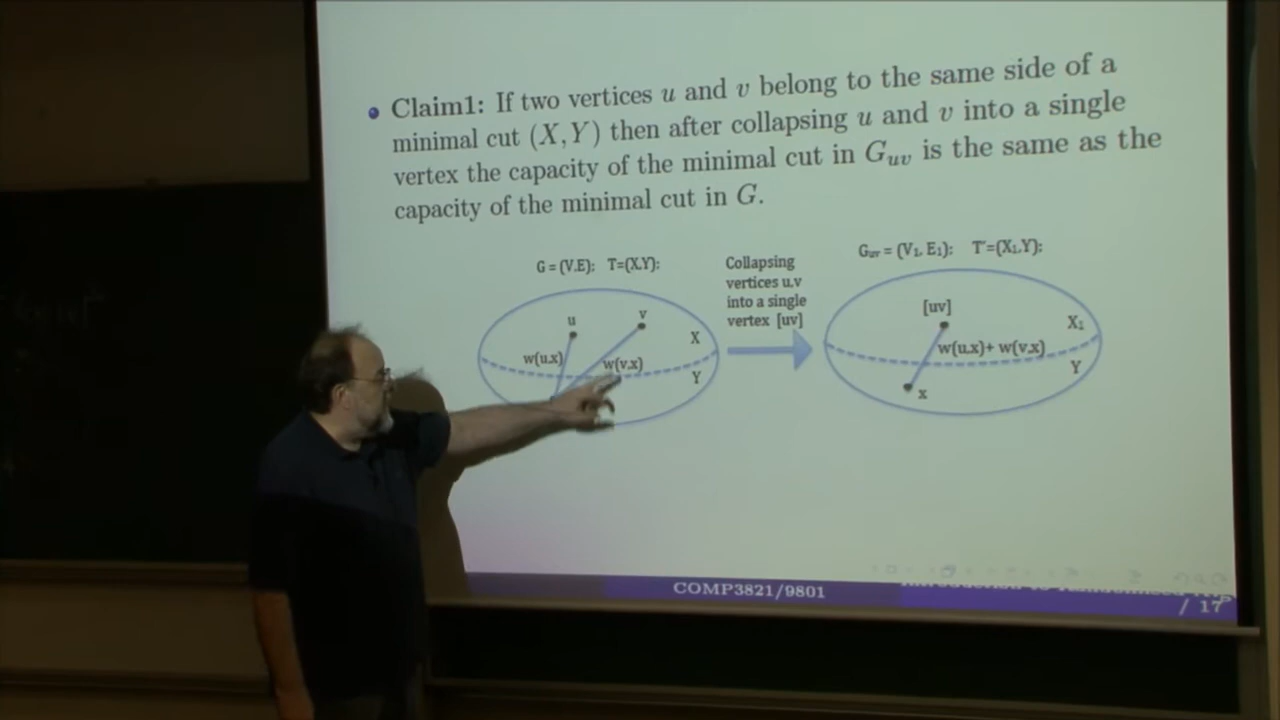 Claim1: If two vertices u and v belong to the same side of a
minimal cut (X, Y) then after collapsing u and v into a single
vertex the capacity of the minimal cut in Guv is the same as the
capacity of the minimal cut in G.
G = (V.E): T=(X.Y):
u
v
w(u.x)
w(v.x)
X
Y
Collapsing
vertices u.v
into a single
vertex [uv]
Guv = (V1, E1): T'=(X1.Y):
[uv]
w(u.x)+ w(v.x)
x
X1
Y
COMP3821/9801
/ 17